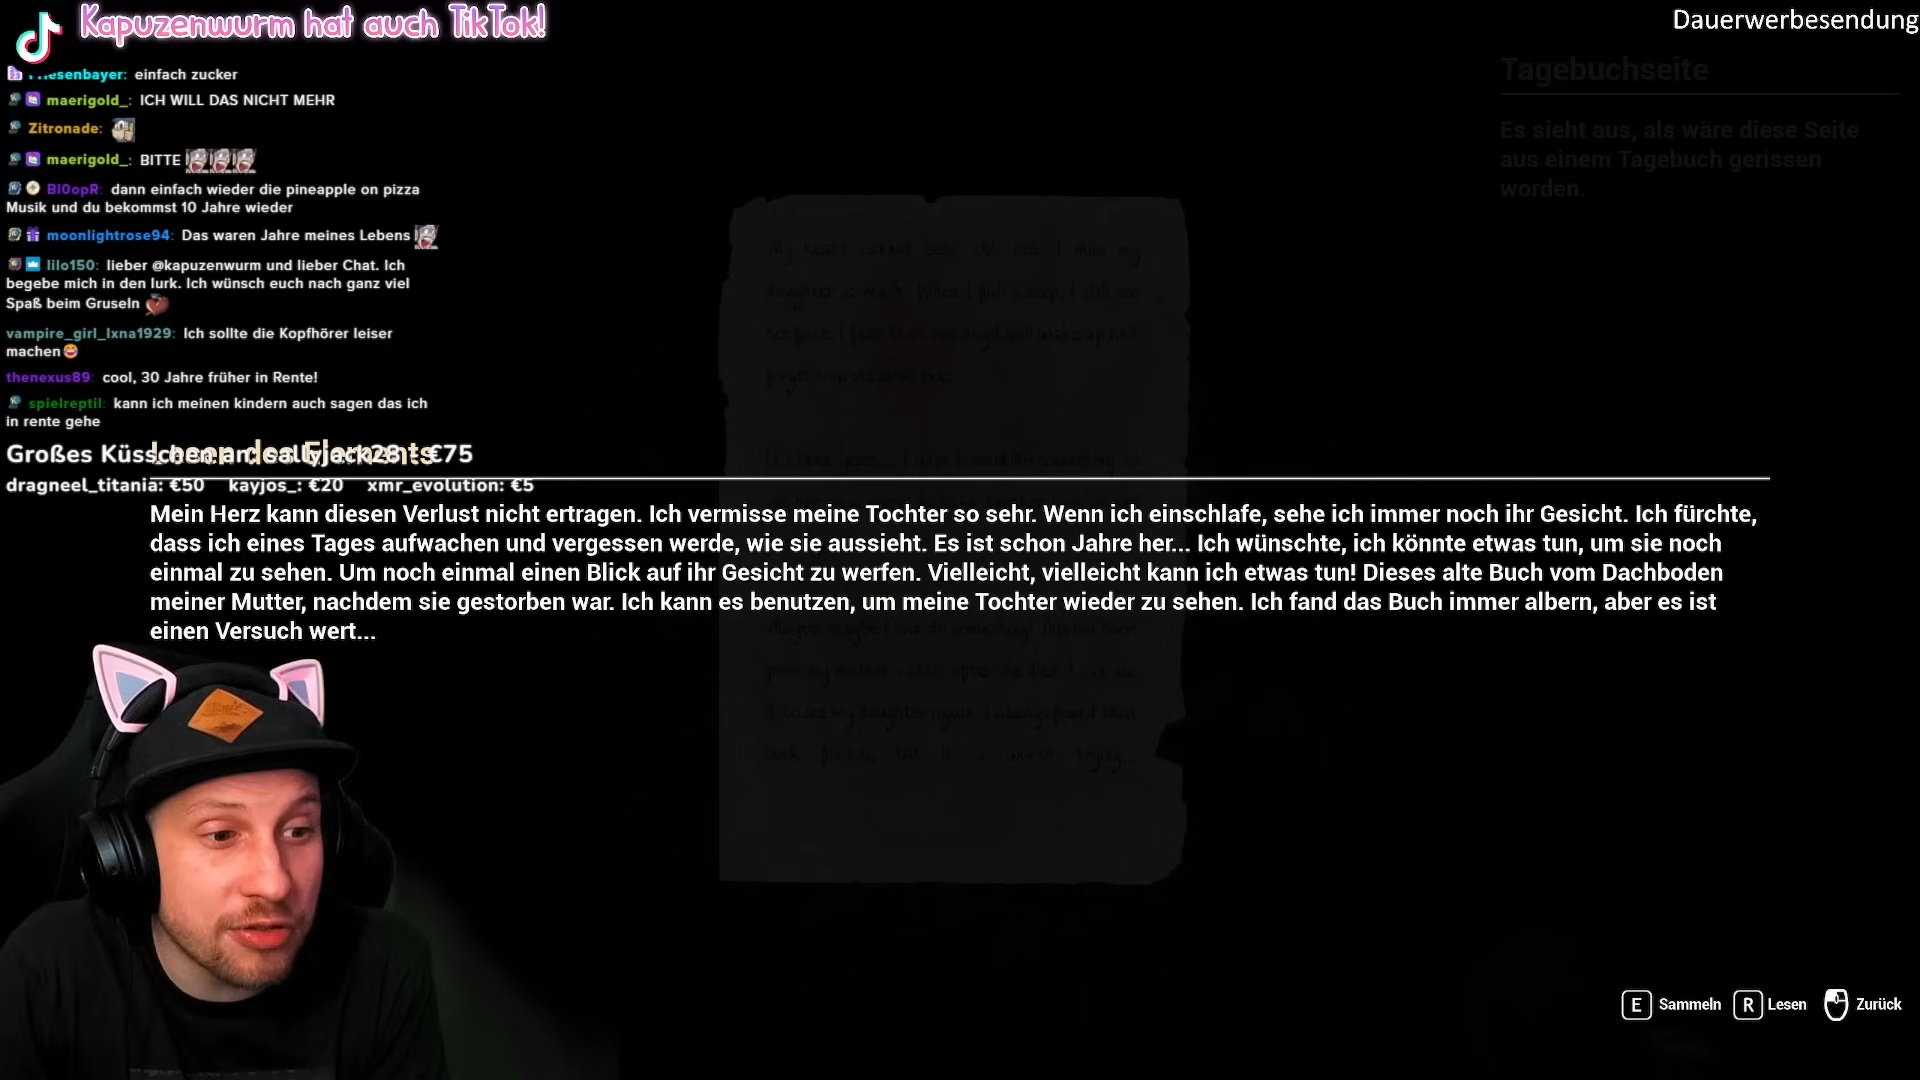 Kapuzenwurm hat auch TikTok!
Dauerwerbesendung
esenbayer: einfach zucker
maerigold_: ICH WILL DAS NICHT MEHR
Zitronade:
maerigold_: BITTE
Bl0opR: dann einfach wieder die pineapple on pizza
Musik und du bekommst 10 Jahre wieder
moonlightrose94: Das waren Jahre meines Lebens
lilo150: lieber @kapuzenwurm und lieber Chat. Ich
begebe mich in den lurk. Ich wünsch euch nach ganz viel
Spaß beim Gruseln
vampire_girl_lxna1929: Ich sollte die Kopfhörer leiser
machen
thenexus89: cool, 30 Jahre früher in Rente!
spielreptil: kann ich meinen kindern auch sagen das ich
in rente gehe
Großes Küsschen an: sallyjack28 - €75
Lesen des Elements
dragneel_titania: €50 kayjos_: €20 xmr_evolution: €5
Tagebuchseite
Es sieht aus, als wäre diese Seite
aus einem Tagebuch gerissen
worden.
Mein Herz kann diesen Verlust nicht ertragen. Ich vermisse meine Tochter so sehr. Wenn ich einschlafe, sehe ich immer noch ihr Gesicht. Ich fürchte,
dass ich eines Tages aufwachen und vergessen werde, wie sie aussieht. Es ist schon Jahre her... Ich wünschte, ich könnte etwas tun, um sie noch
einmal zu sehen. Um noch einmal einen Blick auf ihr Gesicht zu werfen. Vielleicht, vielleicht kann ich etwas tun! Dieses alte Buch vom Dachboden
meiner Mutter, nachdem sie gestorben war. Ich kann es benutzen, um meine Tochter wieder zu sehen. Ich fand das Buch immer albern, aber es ist
einen Versuch wert...
E Sammeln R Lesen Zurück